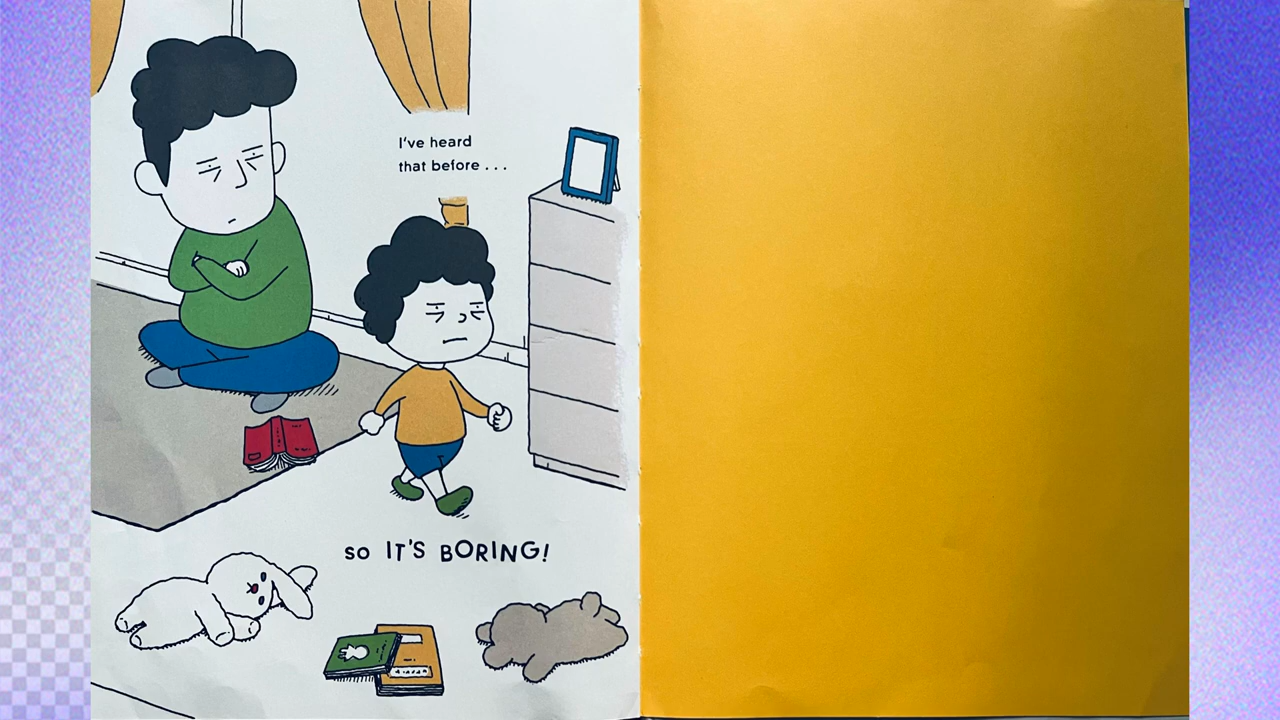 I've heard
that before . . .
so IT'S BORING!